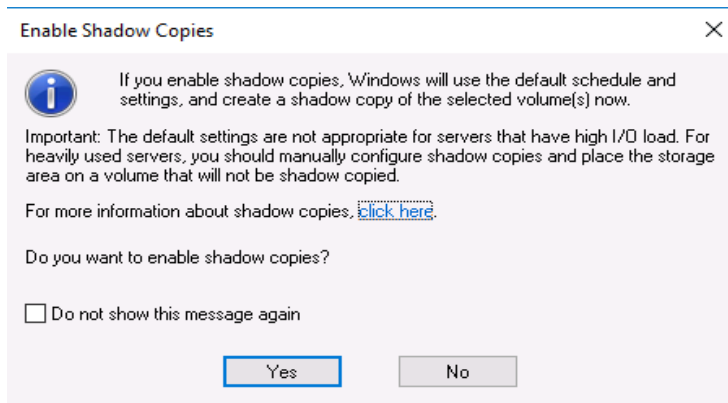 Enable Shadow Copies
If you enable shadow copies, Windows will use the default schedule and
settings, and create a shadow copy of the selected volume(s) now.
Important: The default settings are not appropriate for servers that have high I/O load. For
heavily used servers, you should manually configure shadow copies and place the storage
area on a volume that will not be shadow copied.
For more information about shadow copies, click here.
Do you want to enable shadow copies?
Do not show this message again
Yes
No